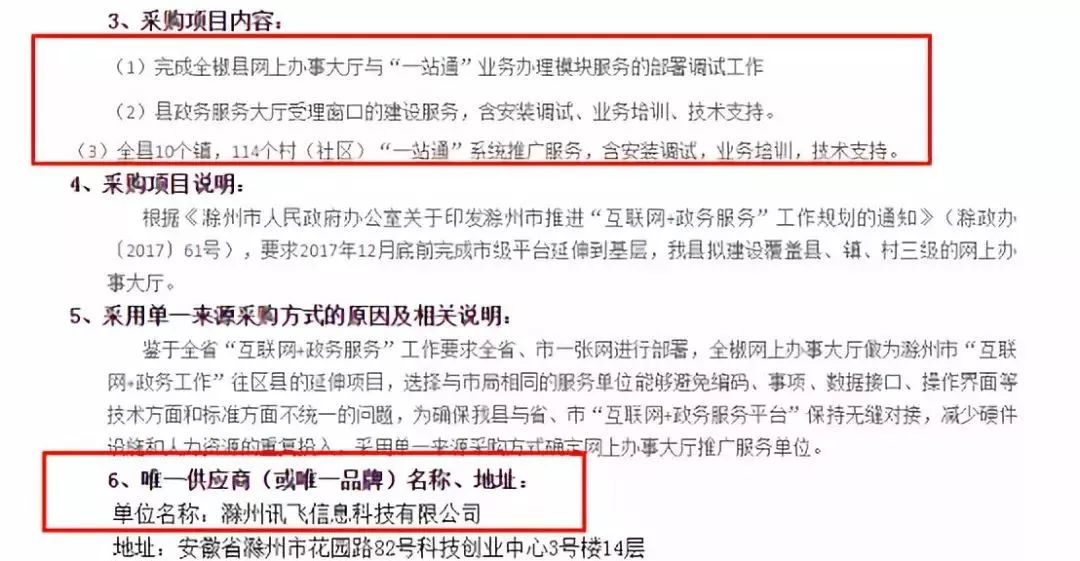 3、采购项目内容：
（1）完成全椒县网上办事大厅与“一站通”业务办理模块服务的部署调试工作
（2）县政务服务大厅受理窗口的建设服务，含安装调试、业务培训、技术支持。
（3）全县10个镇，114个村（社区）“一站通”系统推广服务，含安装调试，业务培训，技术支持。
4、采购项目说明：
根据《滁州市人民政府办公室关于印发滁州市推进“互联网+政务服务”工作规划的通知》（滁政办
〔2017〕61号），要求2017年12月底前完成市级平台延伸到基层，我县拟建设覆盖县、镇、村三级的网上办
事大厅。
5、采用单一来源采购方式的原因及相关说明：
鉴于全省“互联网+政务服务”工作要求全省、市一张网进行部署，全椒网上办事大厅做为滁州市“互联
网+政务工作”往区县的延伸项目，选择与市局相同的服务单位能够避免编码、事项、数据接口、操作界面等
技术方面和标准方面不统一的问题，为确保我县与省、市“互联网+政务服务平台”保持无缝对接，减少硬件
设施和人力资源的重复投入，采用单一来源采购方式确定网上办事大厅推广服务单位。
6、唯一供应商（或唯一品牌）名称、地址：
单位名称：滁州讯飞信息科技有限公司
地址：安徽省滁州市花园路82号科技创业中心3号楼14层